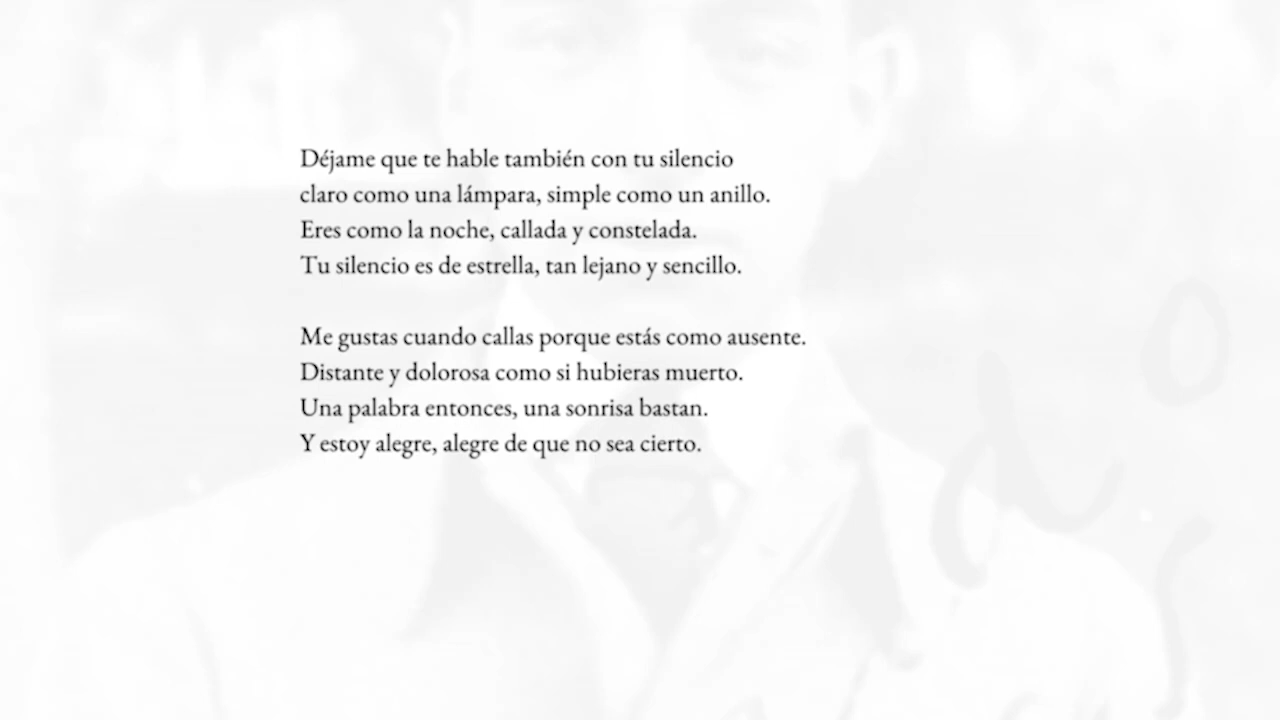 Déjame que te hable también con tu silencio
claro como una lámpara, simple como un anillo.
Eres como la noche, callada y constelada.
Tu silencio es de estrella, tan lejano y sencillo.
Me gustas cuando callas porque estás como ausente.
Distante y dolorosa como si hubieras muerto.
Una palabra entonces, una sonrisa bastan.
Y estoy alegre, alegre de que no sea cierto.